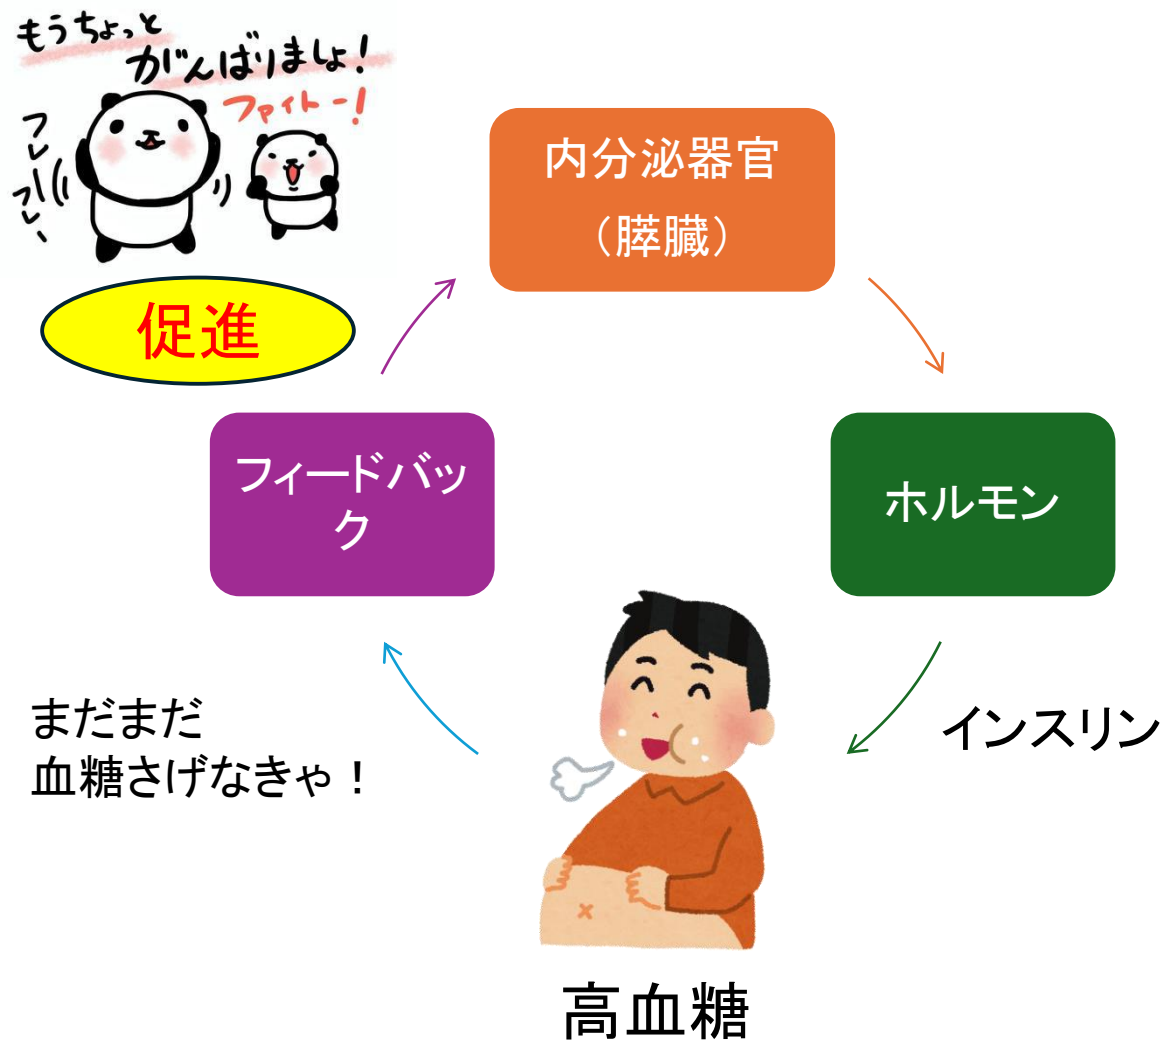 もうちょっと
がんばりましょ!
ファイトー!
フレーフレー
内分泌器官
（膵臓）
促進
フィードバッ
ク
ホルモン
まだまだ
血糖さげなきゃ！
インスリン
高血糖